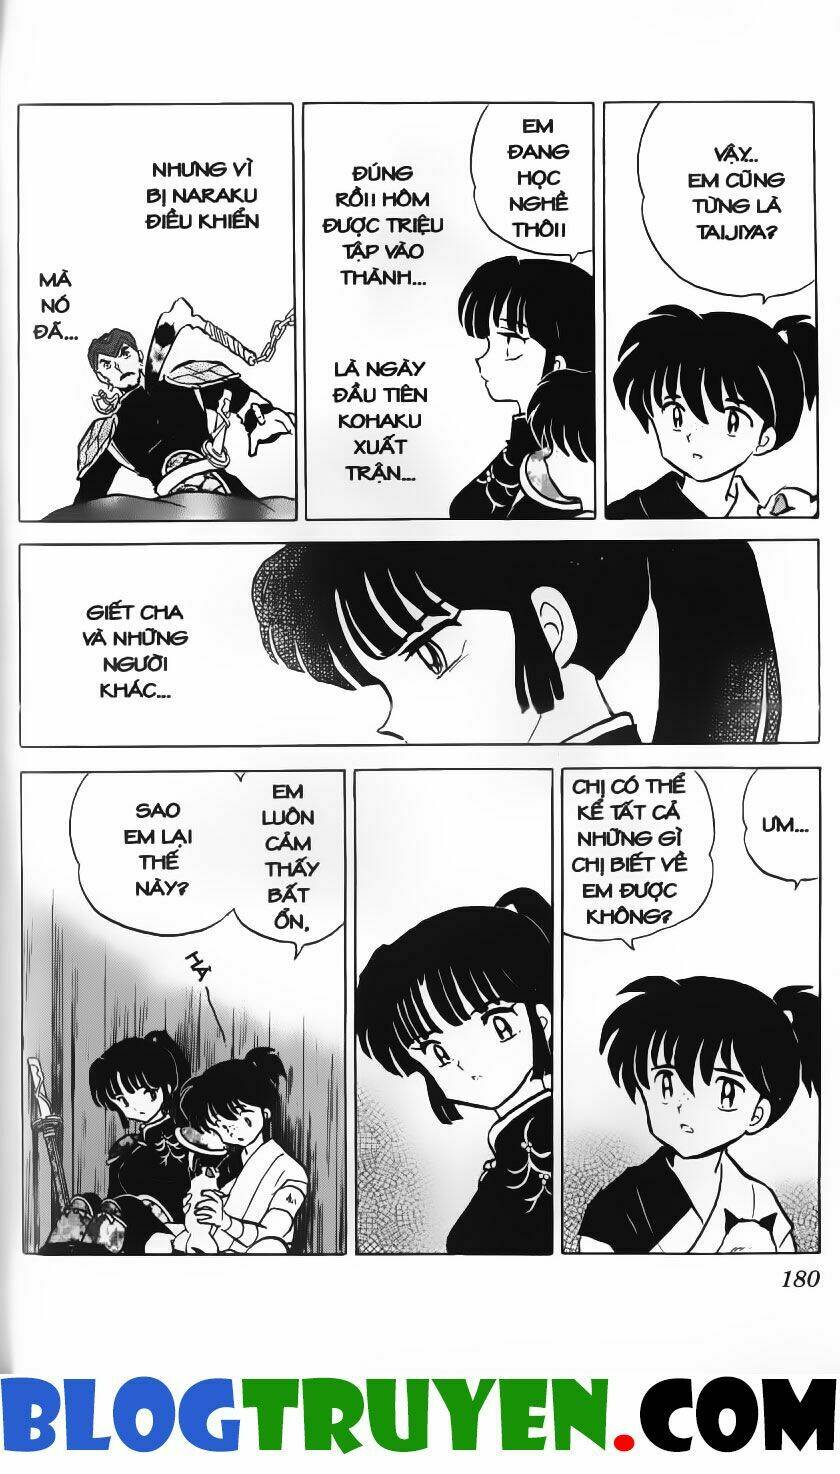 VẬY...
EM CŨNG
TỪNG LÀ
TAIJIYA?
EM
ĐANG
HỌC
NGHỀ
THÔI!
ĐÚNG
RỒI! HÔM
ĐƯỢC TRIỆU
TẬP VÀO
THÀNH...
LÀ NGÀY
ĐẦU TIÊN
KOHAKU
XUẤT
TRẬN...
NHƯNG VÌ
BỊ NARAKU
ĐIỀU KHIỂN
MÀ
NÓ
ĐÃ...
GIẾT CHA
VÀ NHỮNG
NGƯỜI
KHÁC...
ƯM...
CHỊ CÓ THỂ
KỂ TẤT CẢ
NHỮNG GÌ
CHỊ BIẾT VỀ
EM ĐƯỢC
KHÔNG?
EM
LUÔN
CẢM
THẤY
BẤT
ỔN,
SAO
EM LẠI
THẾ
NÀY?
HÀ
180
BLOGTRUYEN.COM